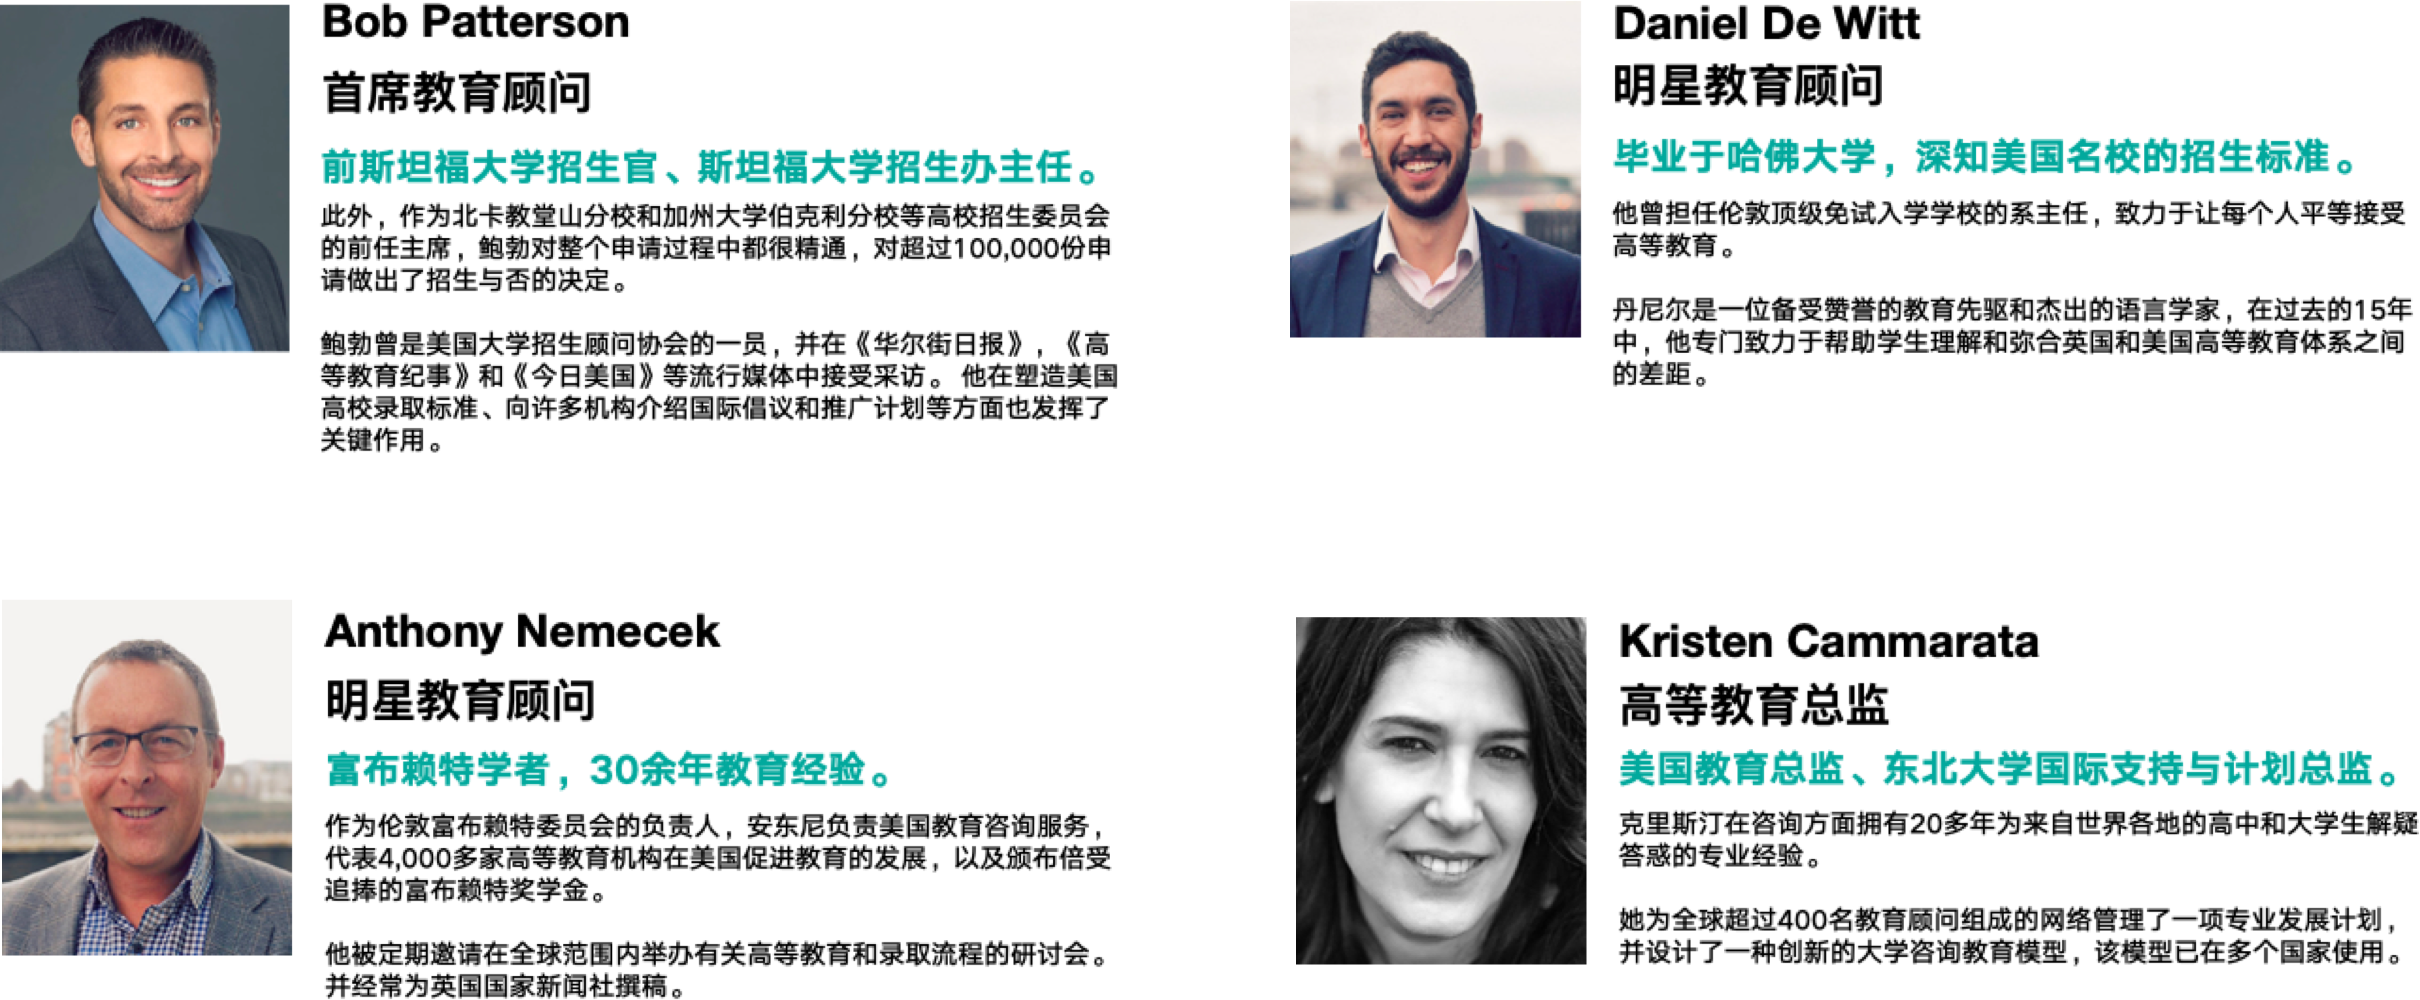 Bob Patterson
首席教育顾问
前斯坦福大学招生官、斯坦福大学招生办主任。
此外，作为北卡教堂山分校和加州大学伯克利分校等高校招生委员会
的前任主席，鲍勃对整个申请过程中都很精通，对超过100,000份申
请做出了招生与否的决定。
鲍勃曾是美国大学招生顾问协会的一员，并在《华尔街日报》，《高
等教育纪事》和《今日美国》等流行媒体中接受采访。 他在塑造美国
高校录取标准、向许多机构介绍国际倡议和推广计划等方面也发挥了
关键作用。
Daniel De Witt
明星教育顾问
毕业于哈佛大学，深知美国名校的招生标准。
他曾担任伦敦顶级免试入学学校的系主任，致力于让每个人平等接受
高等教育。
丹尼尔是一位备受赞誉的教育先驱和杰出的语言学家，在过去的15年
中，他专门致力于帮助学生理解和弥合英国和美国高等教育体系之间
的差距。
Anthony Nemecek
明星教育顾问
富布赖特学者，30余年教育经验。
作为伦敦富布赖特委员会的负责人，安东尼负责美国教育咨询服务，
代表4,000多家高等教育机构在美国促进教育的发展，以及颁布倍受
追捧的富布赖特奖学金。
他被定期邀请在全球范围内举办有关高等教育和录取流程的研讨会。
并经常为英国国家新闻社撰稿。
Kristen Cammarata
高等教育总监
美国教育总监、东北大学国际支持与计划总监。
克里斯汀在咨询方面拥有20多年为来自世界各地的高中和大学生解疑
答惑的专业经验。
她为全球超过400名教育顾问组成的网络管理了一项专业发展计划，
并设计了一种创新的大学咨询教育模型，该模型已在多个国家使用。